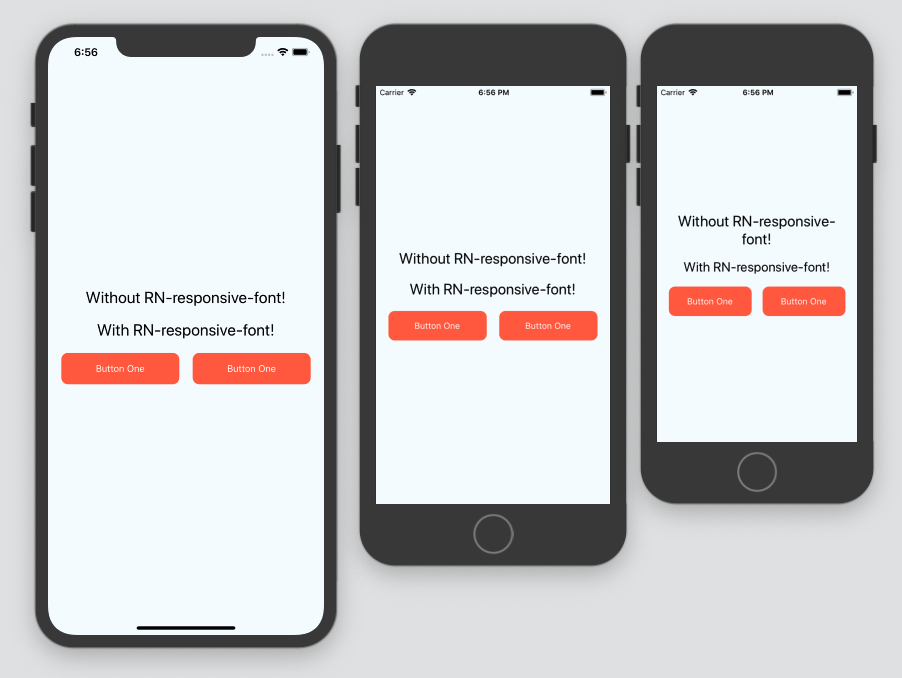 6:56
Without RN-responsive-font!
With RN-responsive-font!
Button One Button One
Carrier 6:56 PM
Without RN-responsive-font!
With RN-responsive-font!
Button One Button One
Carrier 6:56 PM
Without RN-responsive-
font!
With RN-responsive-font!
Button One Button One